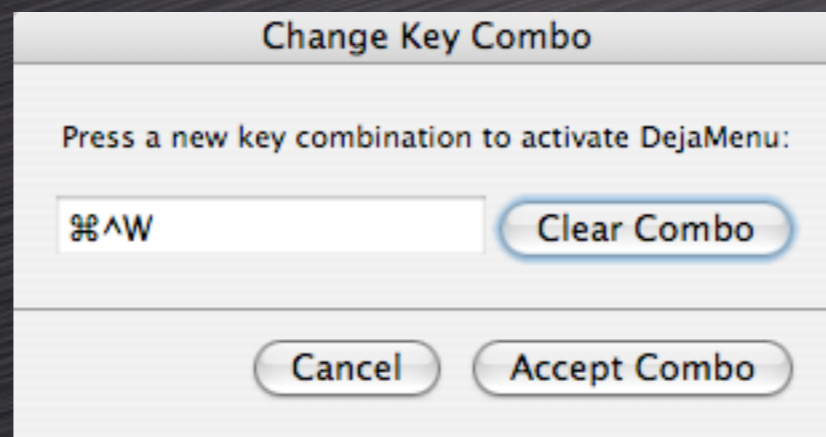 Change Key Combo
Press a new key combination to activate DejaMenu:
⌘^W
Clear Combo
Cancel
Accept Combo